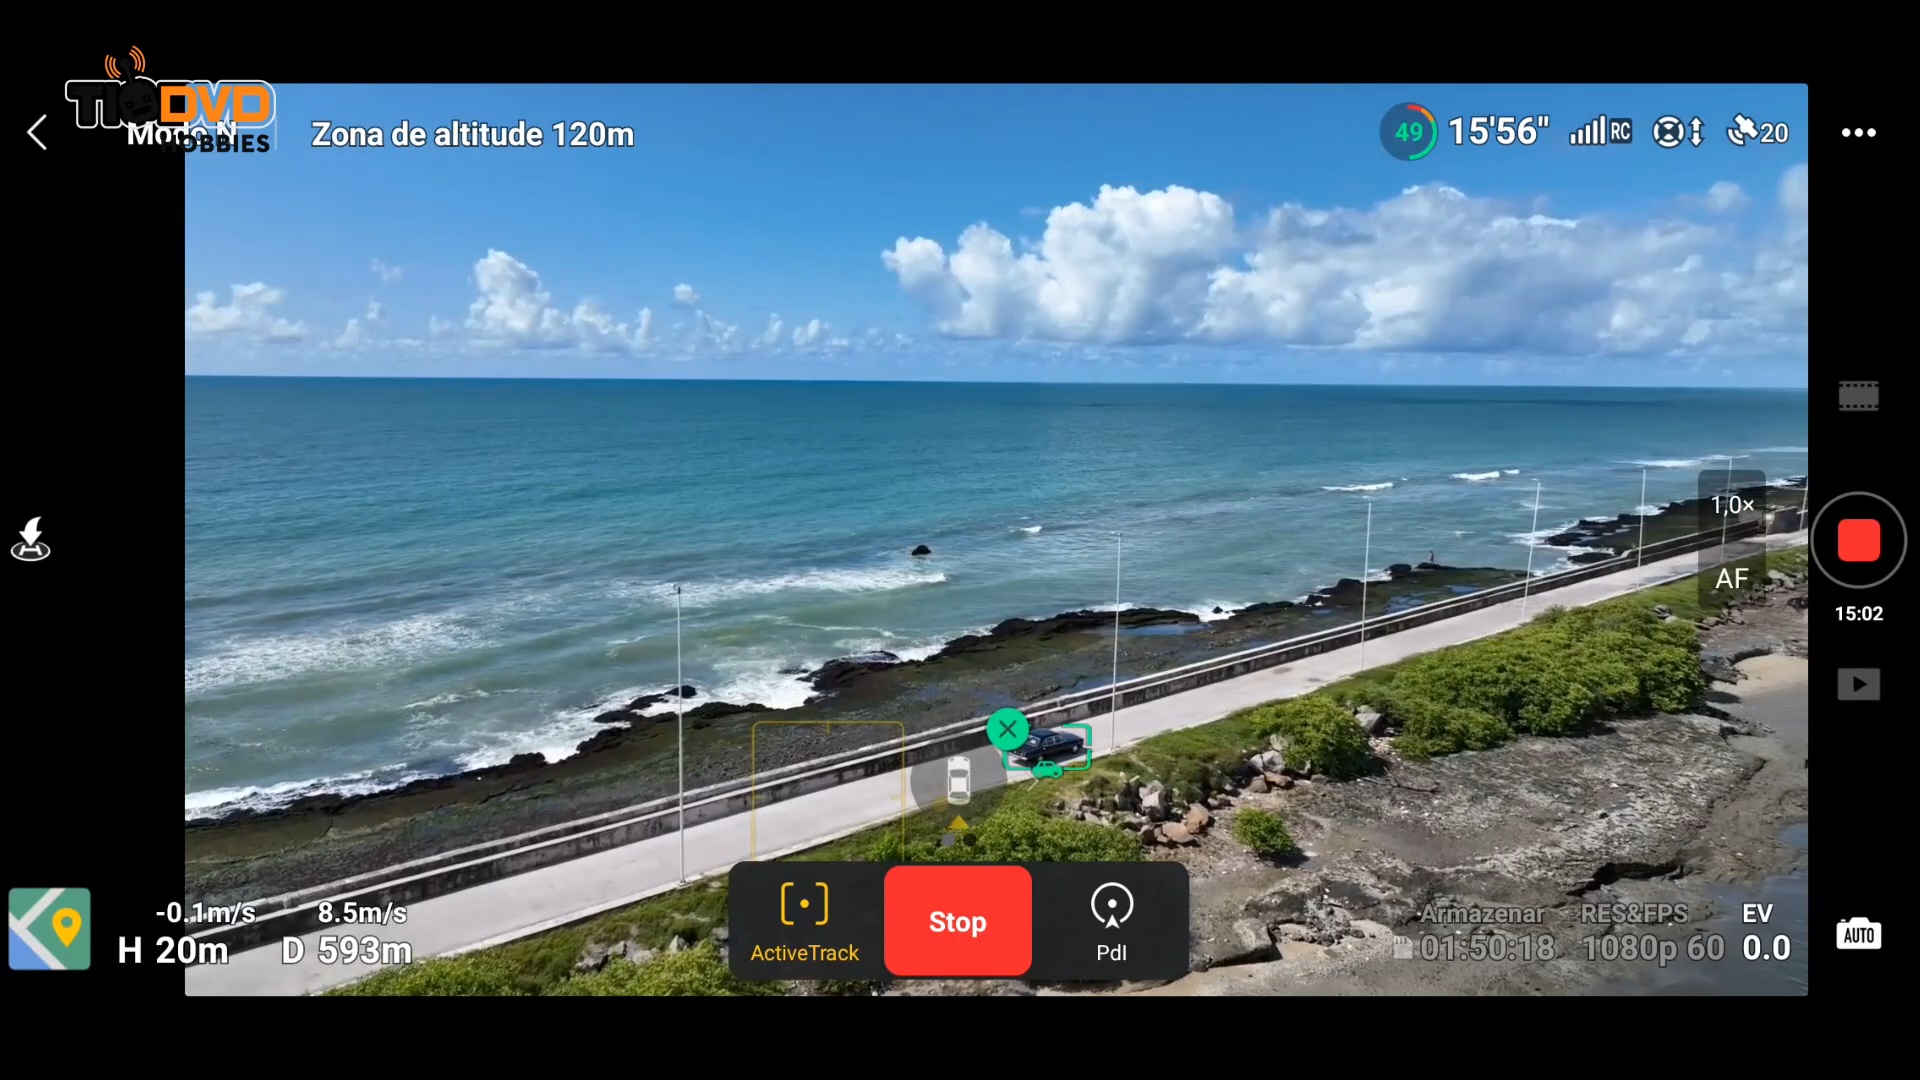 TIODVD
HOBBIES
Modo N
Zona de altitude 120m
49
15'56"
RC
20
1,0×
AF
15:02
-0.1m/s
8.5m/s
H 20m
D 593m
ActiveTrack
Stop
PdI
Armazenar
01:50:18
RES&FPS
1080p 60
EV
0.0
AUTO